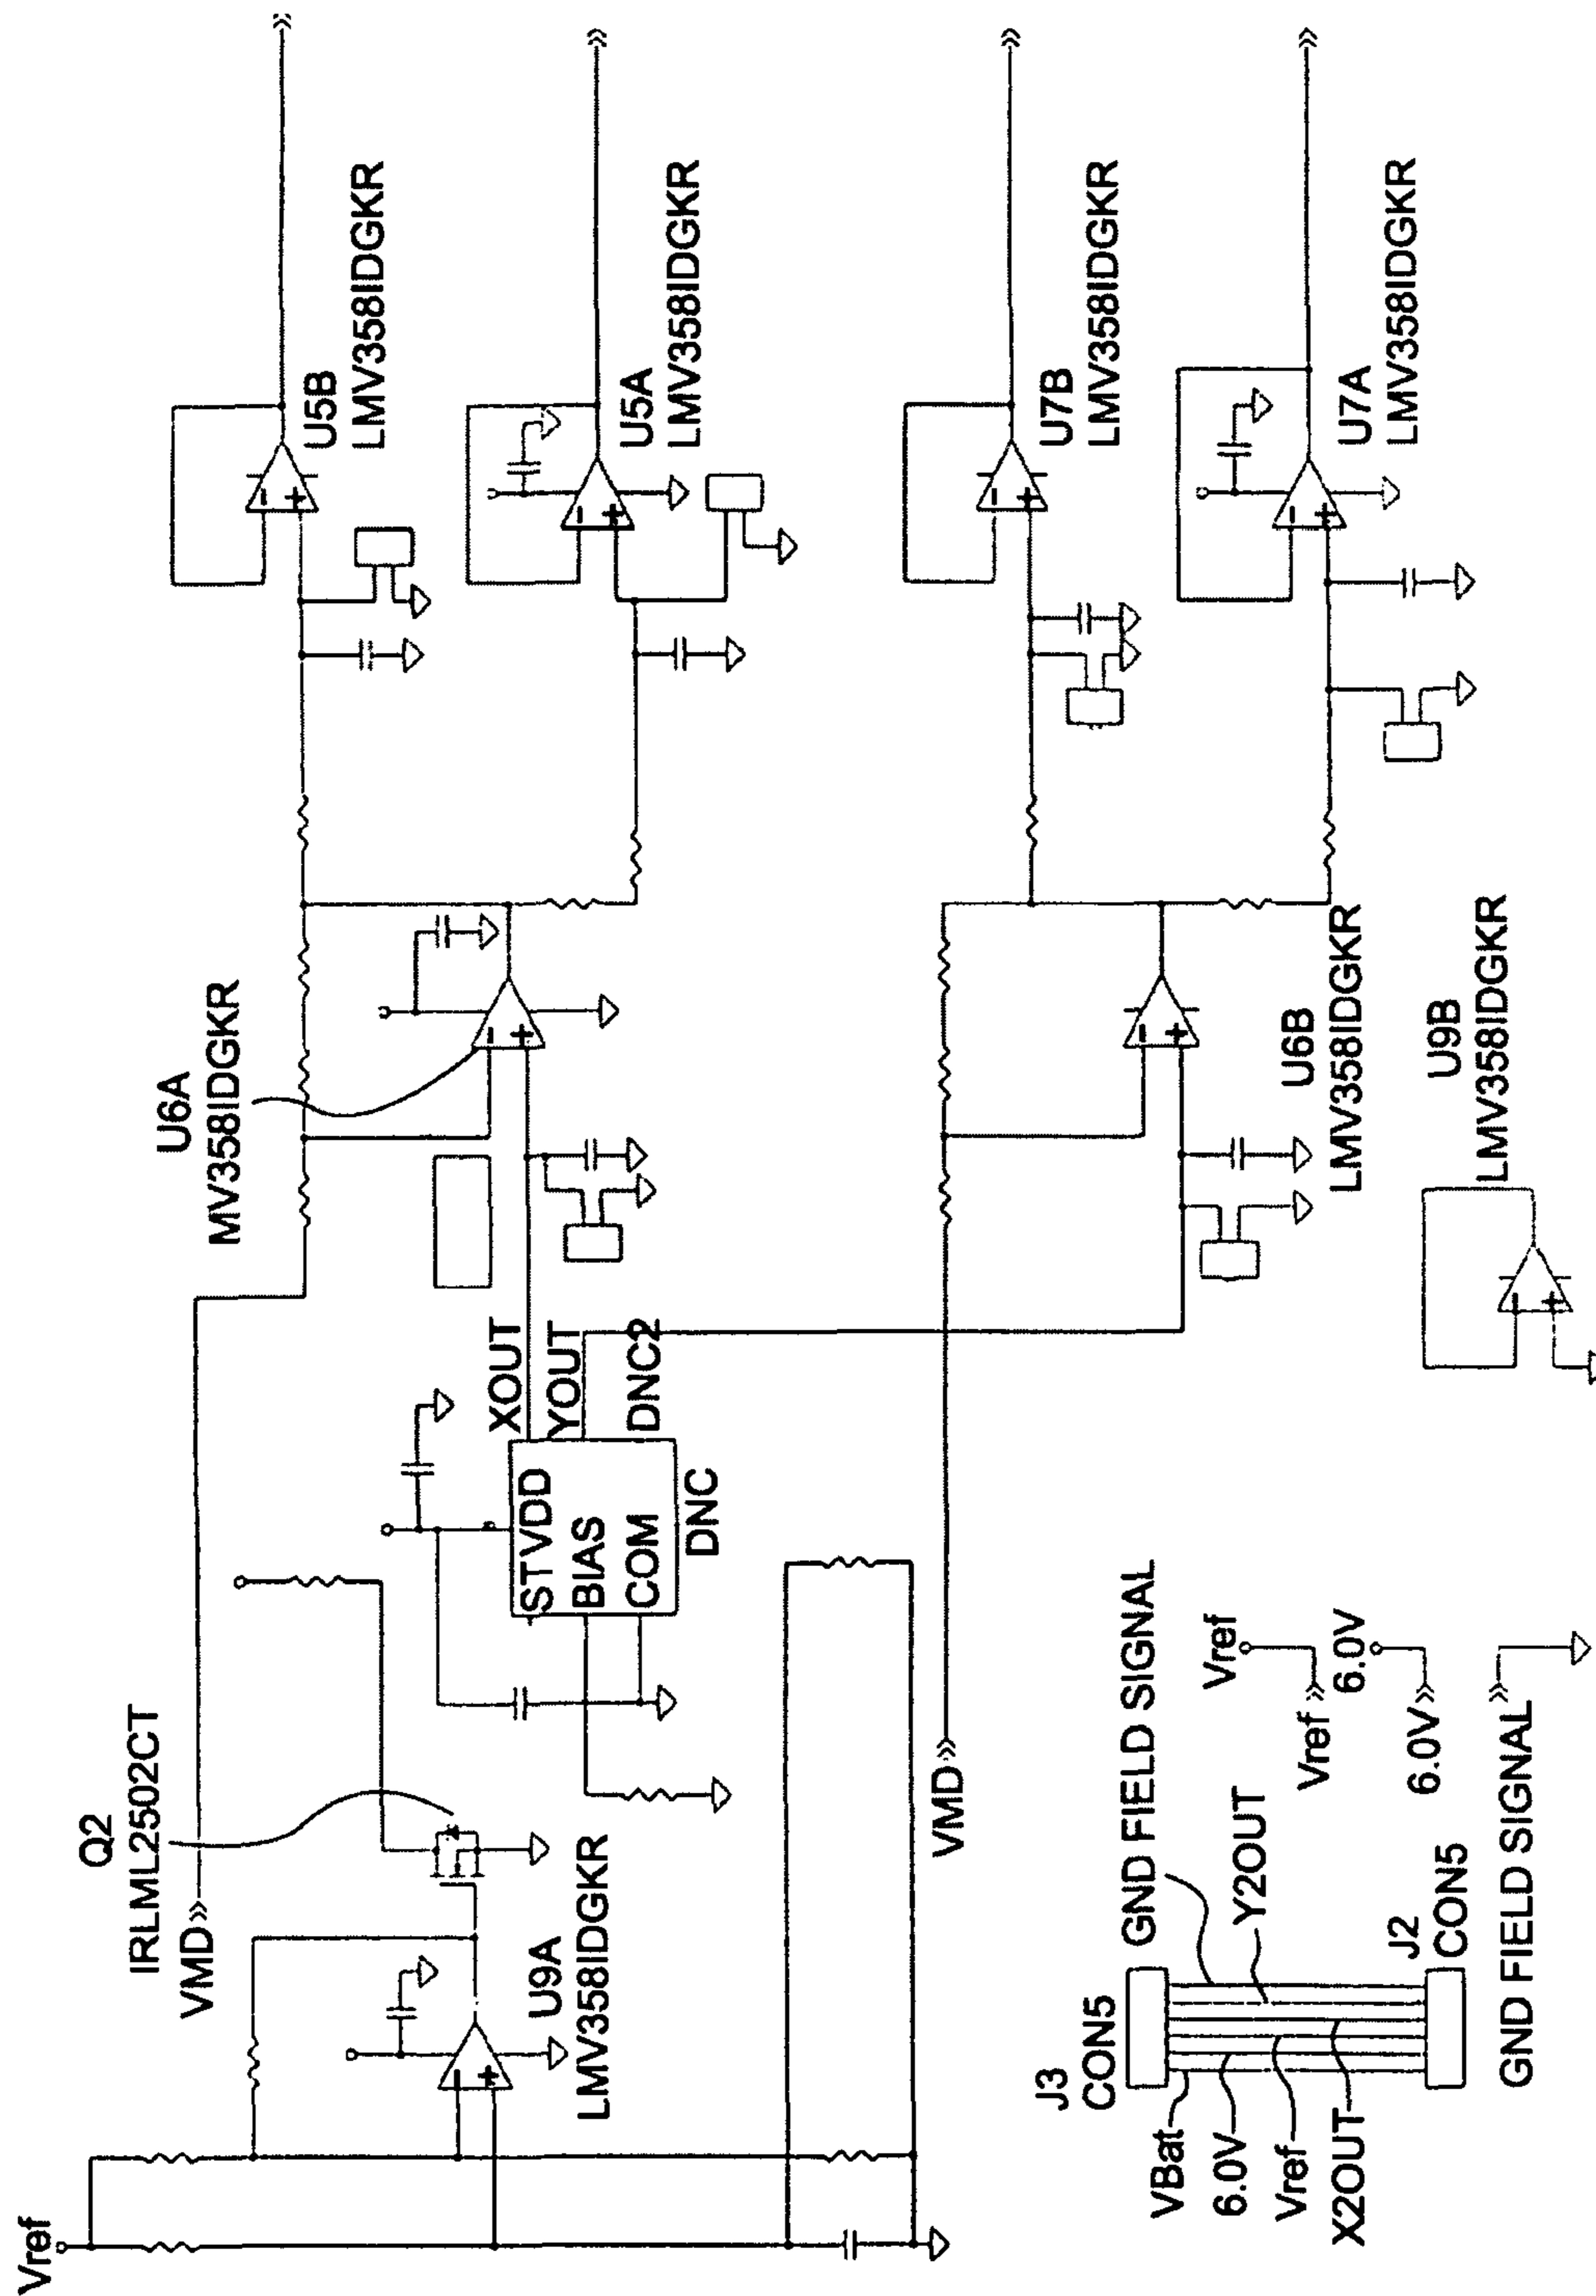 Vref
VMD
Q2
IRLML2502CT
U9A
LMV358IDGKR
STVDD
BIAS
COM
DNC
XOUT
YOUT
DNC2
U6A
MV358IDGKR
U5B
LMV358IDGKR
U5A
LMV358IDGKR
VMD
U6B
LMV358IDGKR
U7B
LMV358IDGKR
U7A
LMV358IDGKR
U9B
LMV358IDGKR
J3
CON5
VBat
6.0V
Vref
X2OUT
GND FIELD SIGNAL
Y2OUT
J2
CON5
Vref
Vref
6.0V
6.0V
GND FIELD SIGNAL